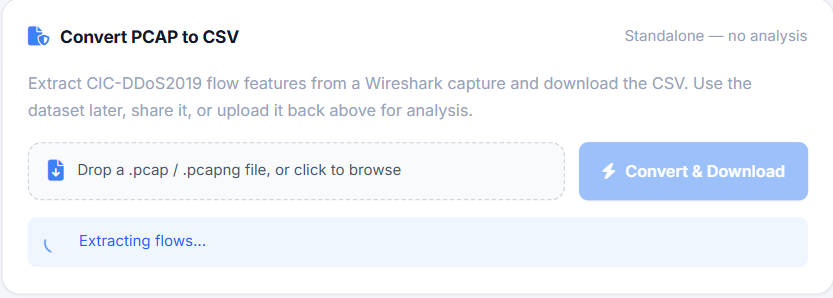 Convert PCAP to CSV
Standalone — no analysis
Extract CIC-DDoS2019 flow features from a Wireshark capture and download the CSV. Use the
dataset later, share it, or upload it back above for analysis.
Drop a .pcap / .pcapng file, or click to browse
Convert & Download
Extracting flows...